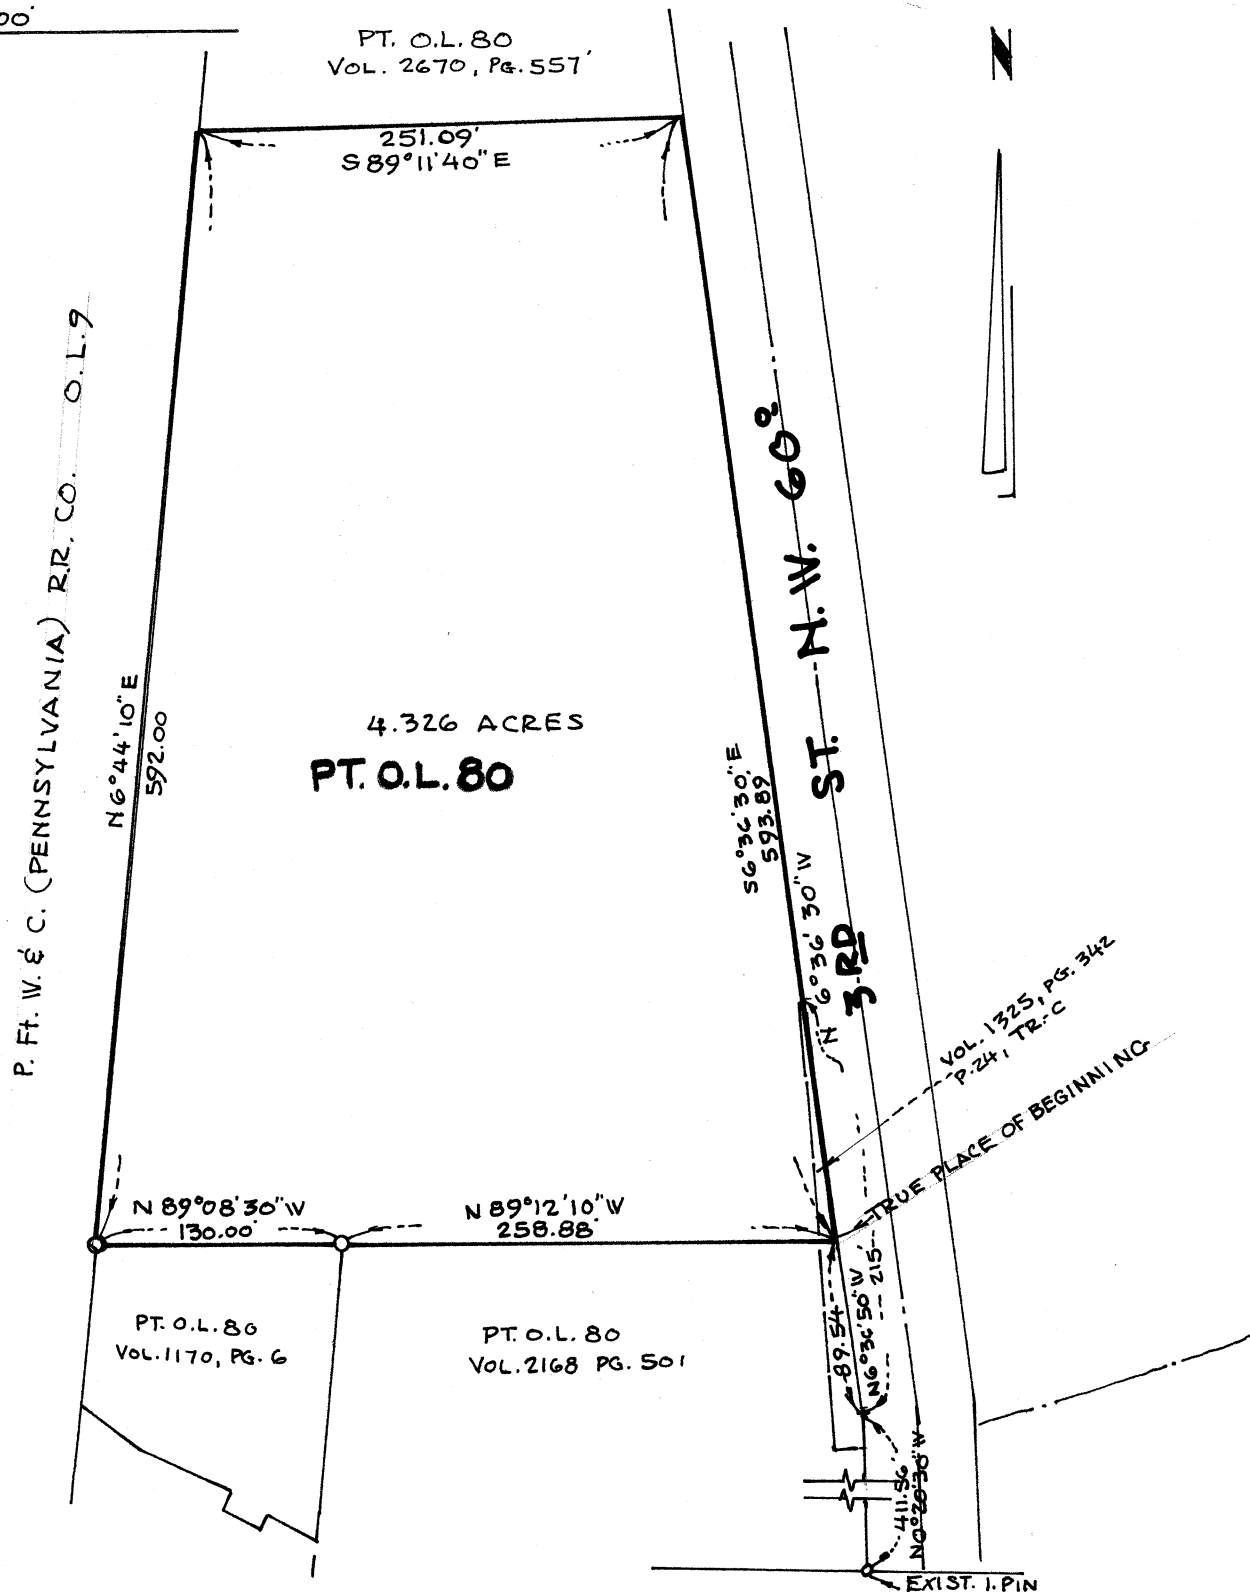 00'
PT. O.L. 80
VOL. 2670, PG. 557'
N
251.09'
S 89°11'40" E
P. Ft. W. & C. (PENNSYLVANIA) R.R. CO. O.L. 9
N 6°44'10" E
592.00
4.326 ACRES
PT. O.L. 80
S6°36'30" E
593.89
N 6°36'30" W
3RD ST. N.W. 60°
VOL. 1325, PG. 342
P. 24, TR.-C
TRUE PLACE OF BEGINNING
N 89°08'30" W
130.00'
N 89°12'10" W
258.88'
PT. O.L. 80
VOL. 1170, PG. 6
PT. O.L. 80
VOL. 2168 PG. 501
89.54
N6°36'50" W
215
411.56'
N0°20'30" W
EXIST. I. PIN